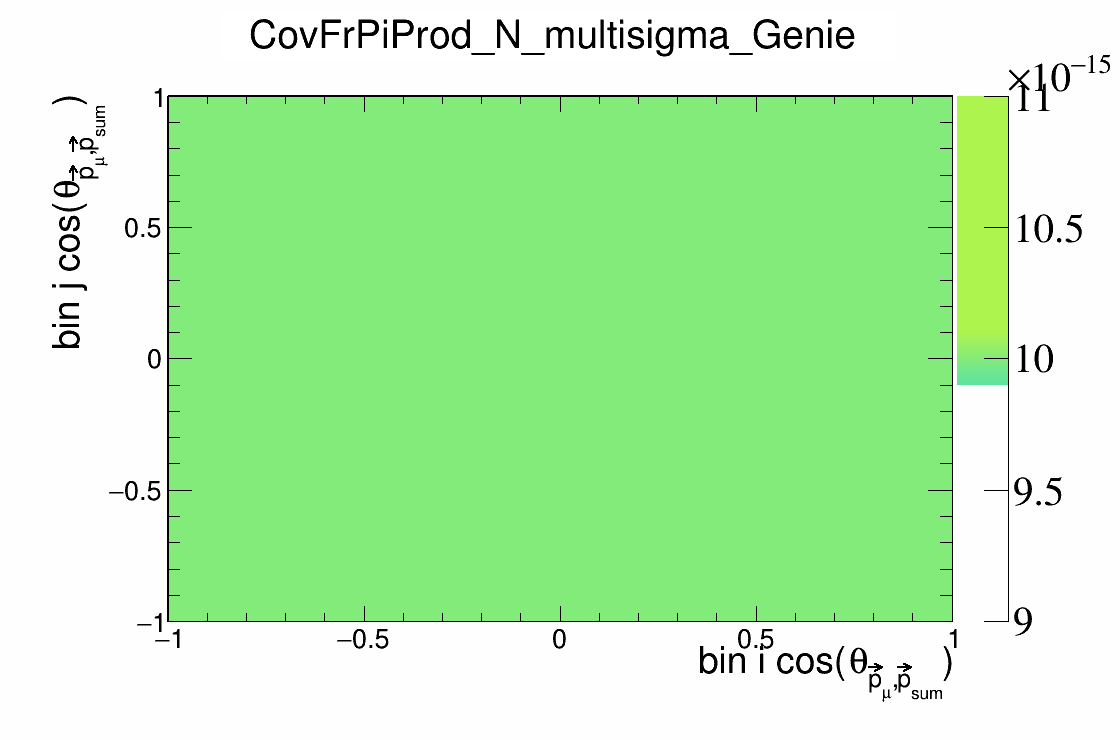 CovFrPiProd_N_multisigma_Genie
×10−15
bin j cos(θp⃗μ,p⃗sum)
1
0.5
0
−0.5
−1
11
10.5
10
9.5
9
−1 −0.5 0 0.5 1
bin i cos(θp⃗μ,p⃗sum)